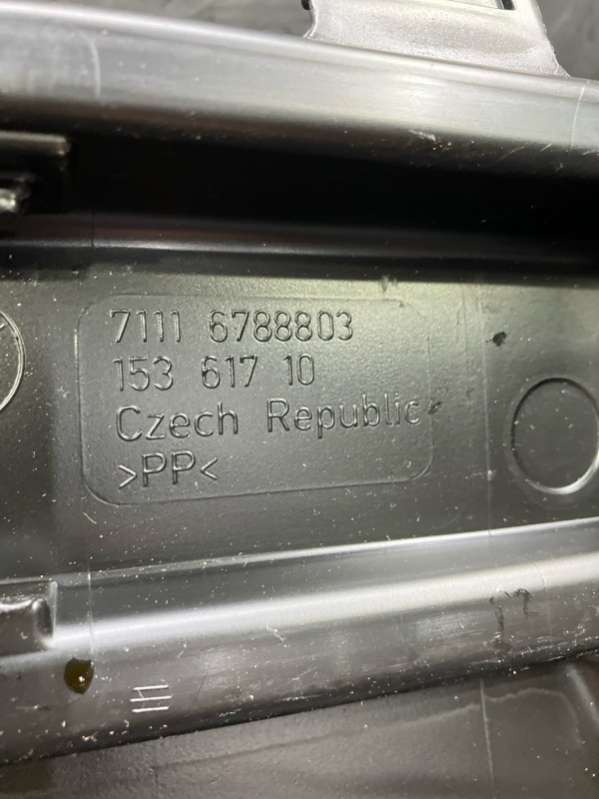 7111 6788803
153 617 10
Czech Republic
>PP<